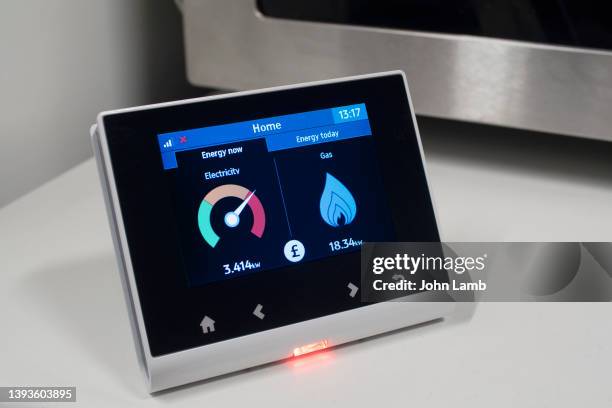 Home
13:17
Energy now
Energy today
Electricity
Gas
£
3.414kW
18.34kW
gettyimages
Credit: John Lamb
1393603895